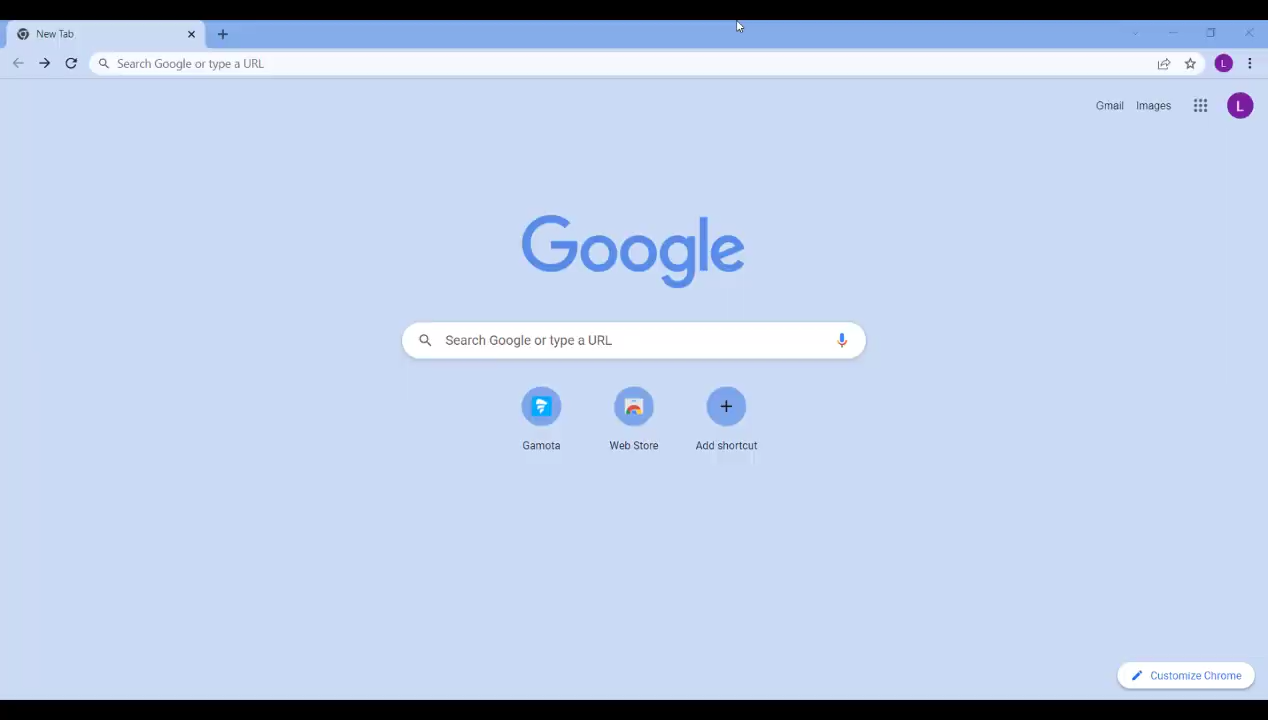 New Tab
Search Google or type a URL
L
Gmail Images L
Google
Search Google or type a URL
Gamota Web Store Add shortcut
Customize Chrome